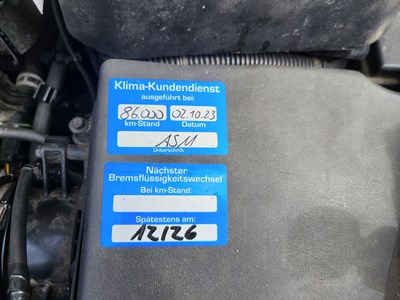 Klima-Kundendienst
ausgeführt bei:
86.000 02.10.23
km-Stand Datum
ASM
Unterschrift
Nächster
Bremsflüssigkeitswechsel
Bei km-Stand:
Spätestens am:
12/26